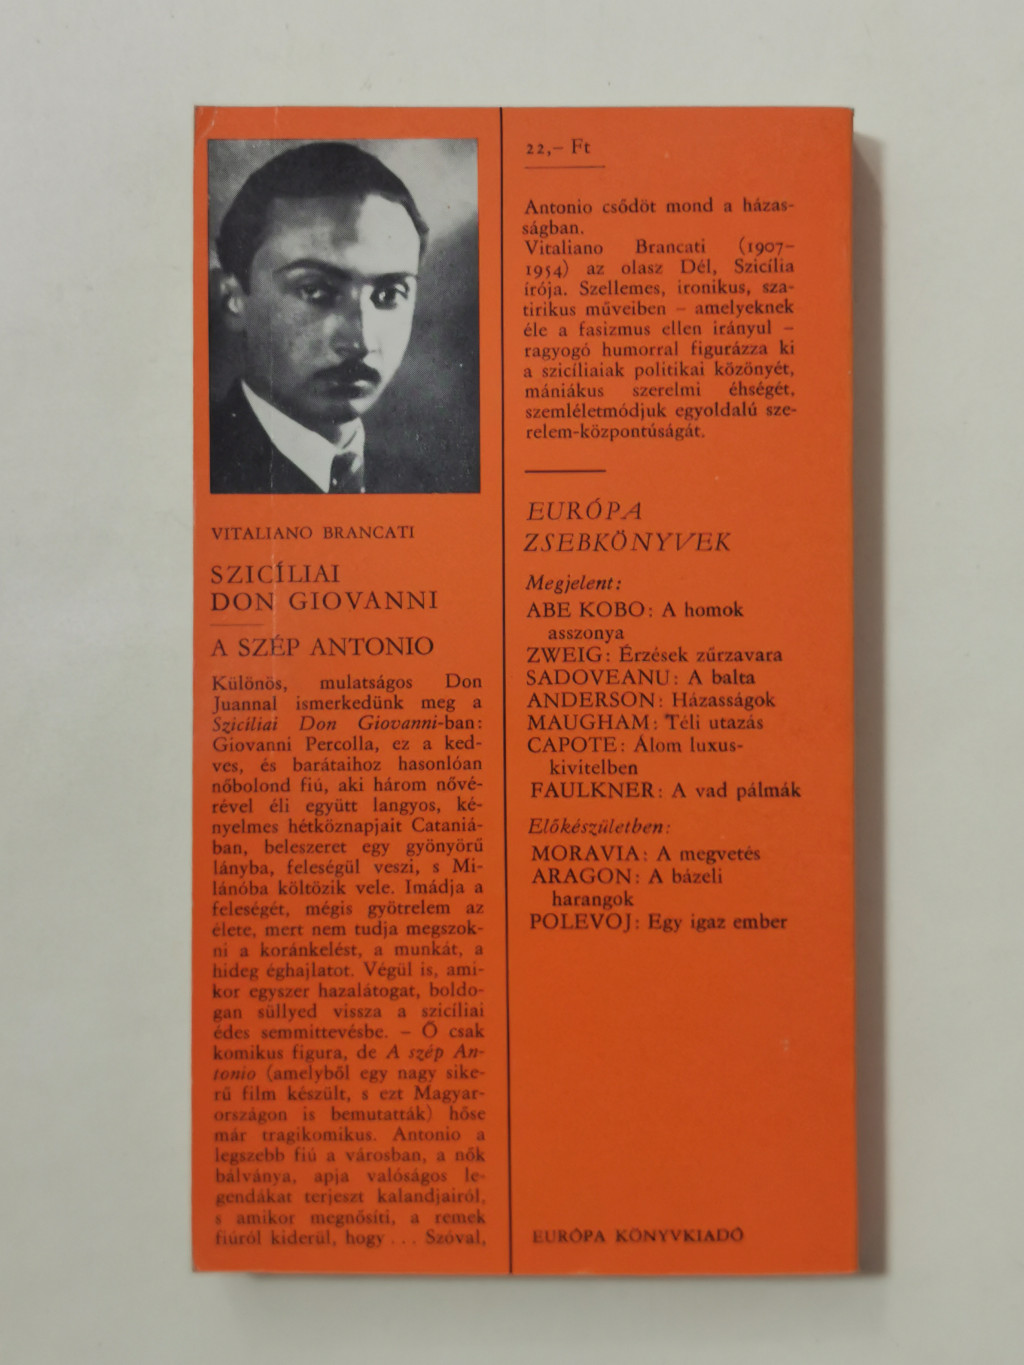 VITALIANO BRANCATI
SZICÍLIAI
DON GIOVANNI
A SZÉP ANTONIO
Különös, mulatságos Don
Juannal ismerkedünk meg a
Szicíliai Don Giovanni-ban:
Giovanni Percolla, ez a ked-
ves, és barátaihoz hasonlóan
nőbolond fiú, aki három nővé-
rével éli együtt langyos, ké-
nyelmes hétköznapjait Cataniá-
ban, beleszeret egy gyönyörű
lányba, feleségül veszi, s Mi-
lánóba költözik vele. Imádja a
feleségét, mégis gyötrelem az
élete, mert nem tudja megszok-
ni a koránkelést, a munkát, a
hideg éghajlatot. Végül is, ami-
kor egyszer hazalátogat, boldo-
gan süllyed vissza a szicíliai
édes semmittevésbe. – Ő csak
komikus figura, de A szép An-
tonio (amelyből egy nagy sike-
rű film készült, s ezt Magyar-
országon is bemutatták) hőse
már tragikomikus. Antonio a
legszebb fiú a városban, a nők
bálványa, apja valóságos le-
gendákat terjeszt kalandjairól,
s amikor megnősíti, a remek
fiúról kiderül, hogy ... Szóval,
22,– Ft
Antonio csődöt mond a házas-
ságban.
Vitaliano Brancati (1907–
1954) az olasz Dél, Szicília
írója. Szellemes, ironikus, sza-
tirikus műveiben – amelyeknek
éle a fasizmus ellen irányul –
ragyogó humorral figurázza ki
a szicíliaiak politikai közönyét,
mániákus szerelmi éhségét,
szemléletmódjuk egyoldalú sze-
relem-központúságát.
EURÓPA
ZSEBKÖNYVEK
Megjelent:
ABE KOBO: A homok
asszonya
ZWEIG: Érzések zűrzavara
SADOVEANU: A balta
ANDERSON: Házasságok
MAUGHAM: Téli utazás
CAPOTE: Álom luxus-
kivitelben
FAULKNER: A vad pálmák
Előkészületben:
MORAVIA: A megvetés
ARAGON: A bázeli
harangok
POLEVOJ: Egy igaz ember
EURÓPA KÖNYVKIADÓ